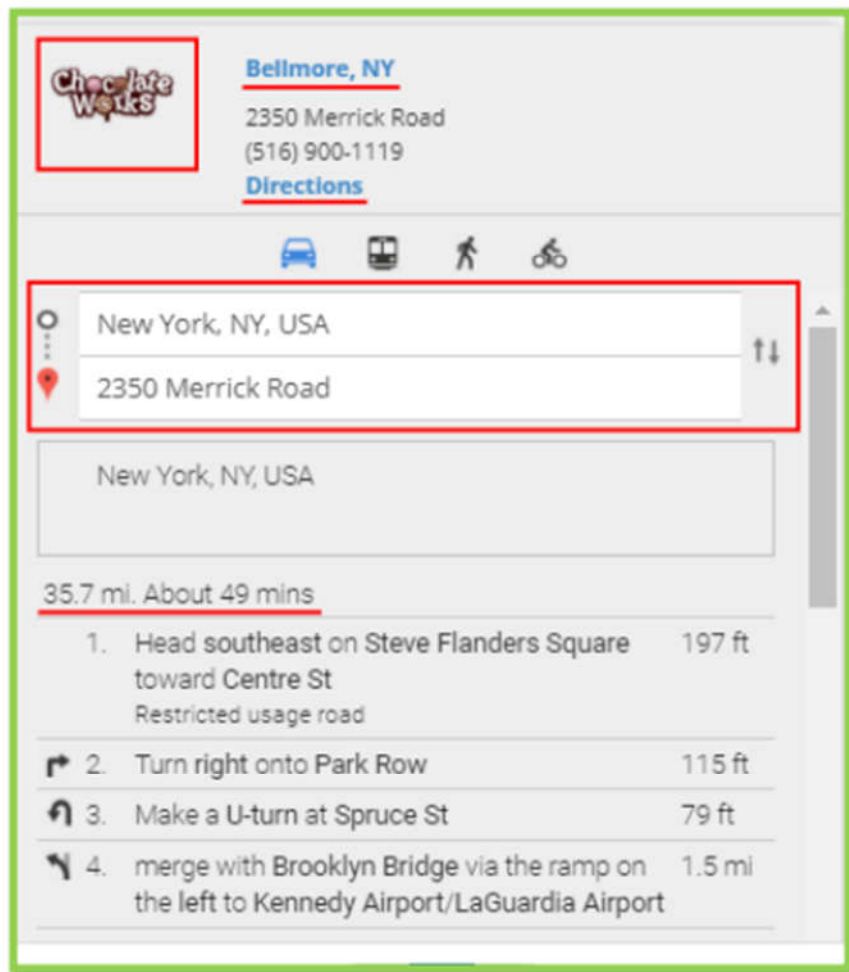 Chocolate
Works
Bellmore, NY
2350 Merrick Road
(516) 900-1119
Directions
New York, NY, USA
2350 Merrick Road
New York, NY, USA
35.7 mi. About 49 mins
1. Head southeast on Steve Flanders Square 197 ft
toward Centre St
Restricted usage road
2. Turn right onto Park Row 115 ft
3. Make a U-turn at Spruce St 79 ft
4. merge with Brooklyn Bridge via the ramp on 1.5 mi
the left to Kennedy Airport/LaGuardia Airport